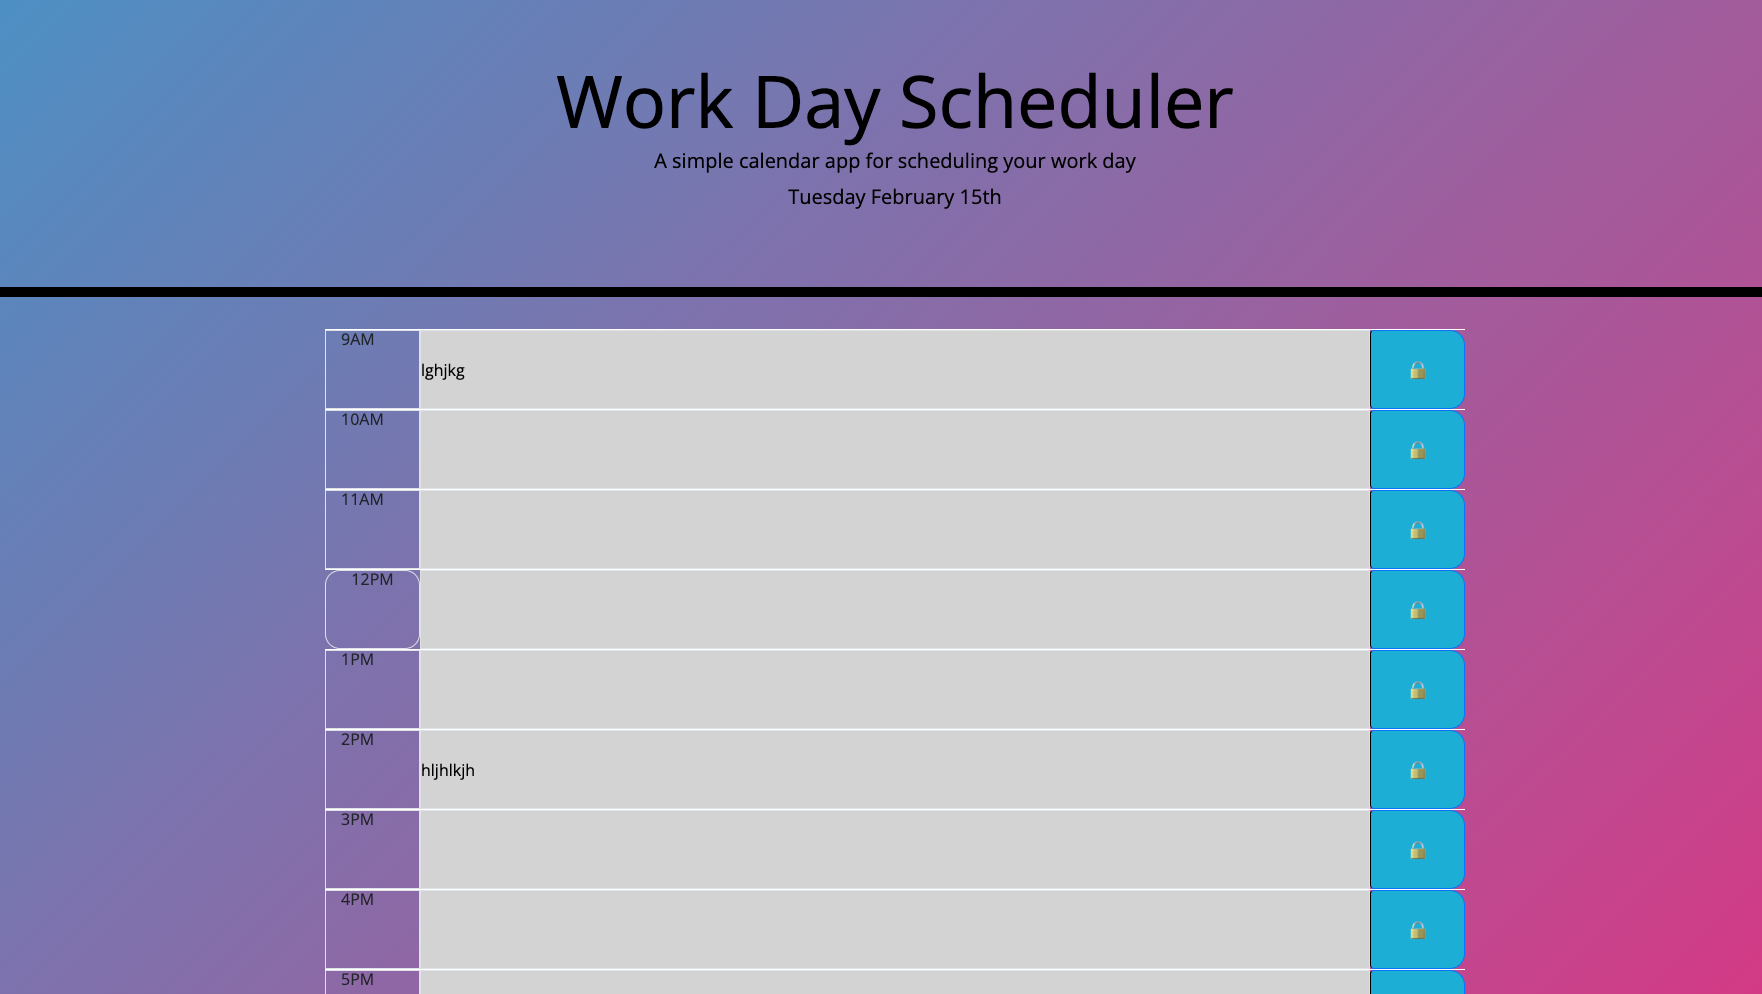 Work Day Scheduler
A simple calendar app for scheduling your work day
Tuesday February 15th
9AM
lghjkg
10AM
11AM
12PM
1PM
2PM
hljhlkjh
3PM
4PM
5PM